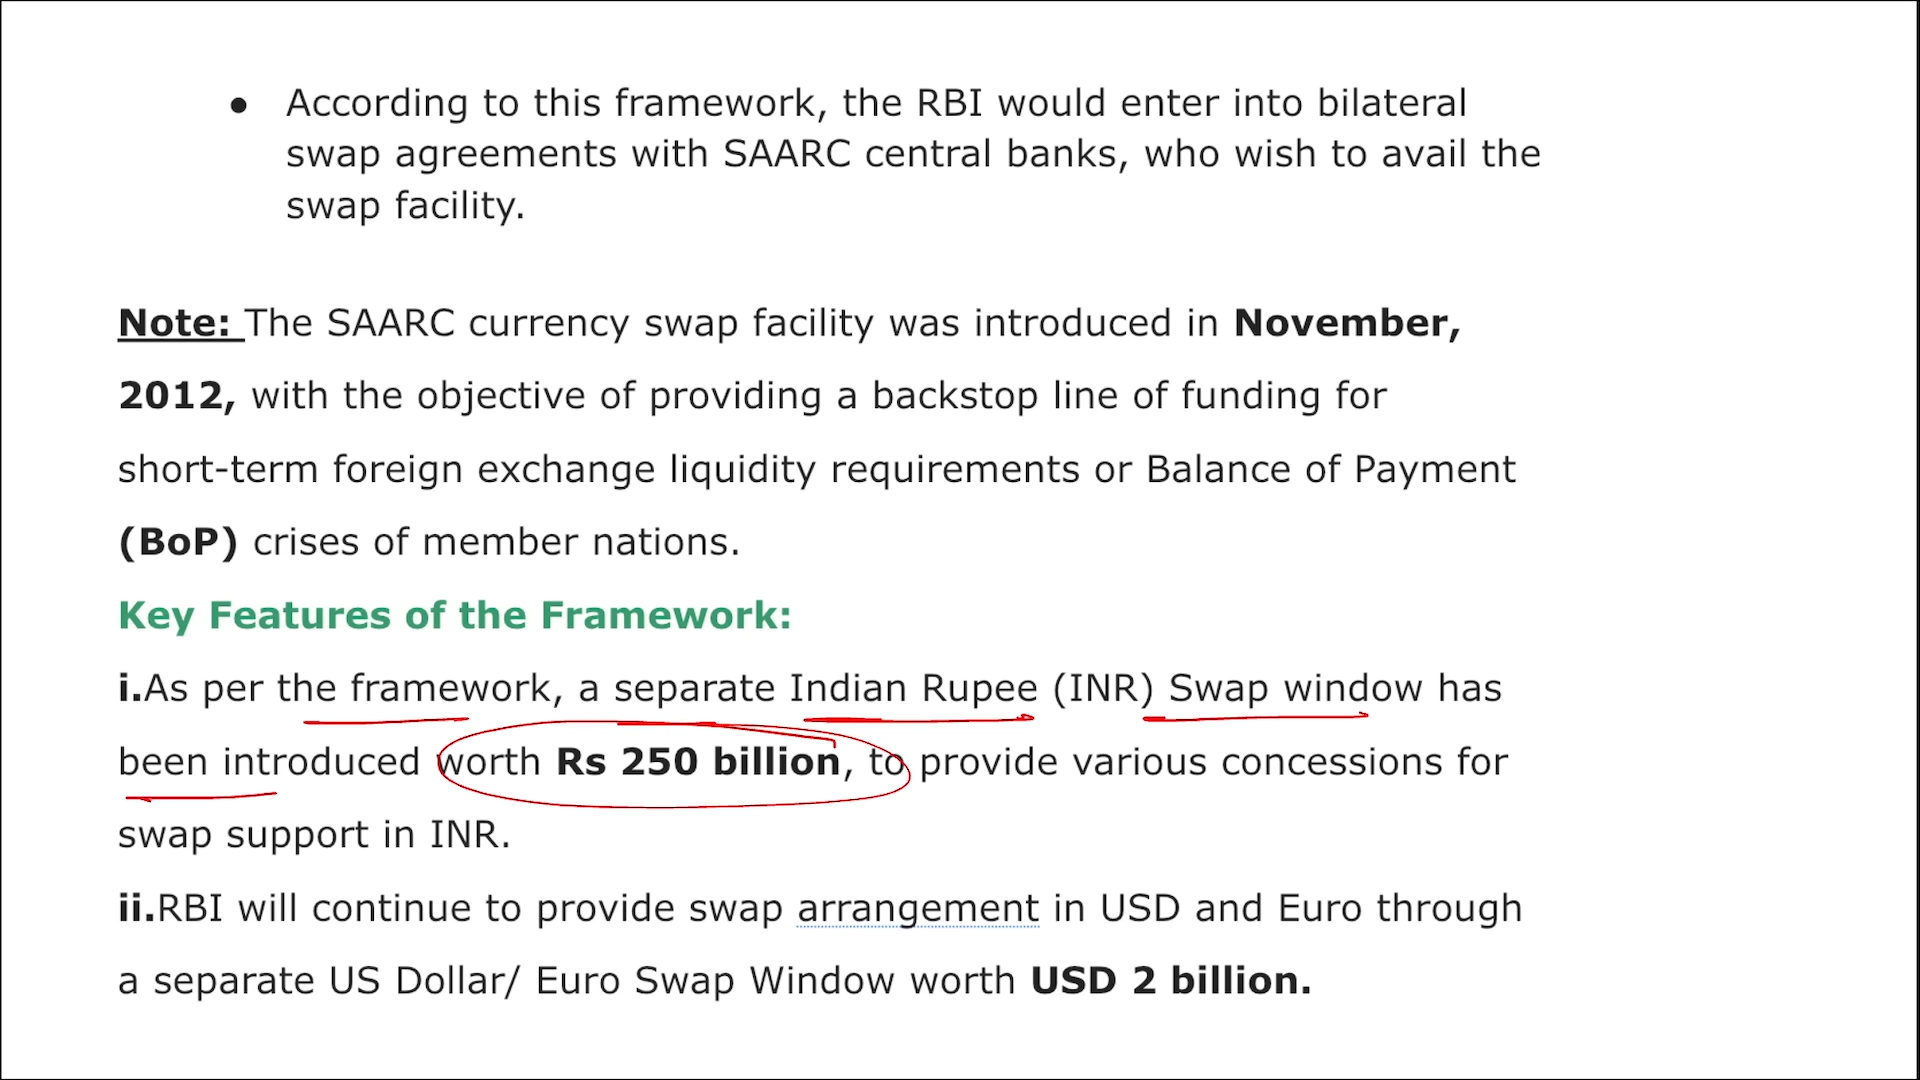 ● According to this framework, the RBI would enter into bilateral
swap agreements with SAARC central banks, who wish to avail the
swap facility.
Note: The SAARC currency swap facility was introduced in November,
2012, with the objective of providing a backstop line of funding for
short-term foreign exchange liquidity requirements or Balance of Payment
(BoP) crises of member nations.
Key Features of the Framework:
i.As per the framework, a separate Indian Rupee (INR) Swap window has
been introduced worth Rs 250 billion, to provide various concessions for
swap support in INR.
ii.RBI will continue to provide swap arrangement in USD and Euro through
a separate US Dollar/ Euro Swap Window worth USD 2 billion.